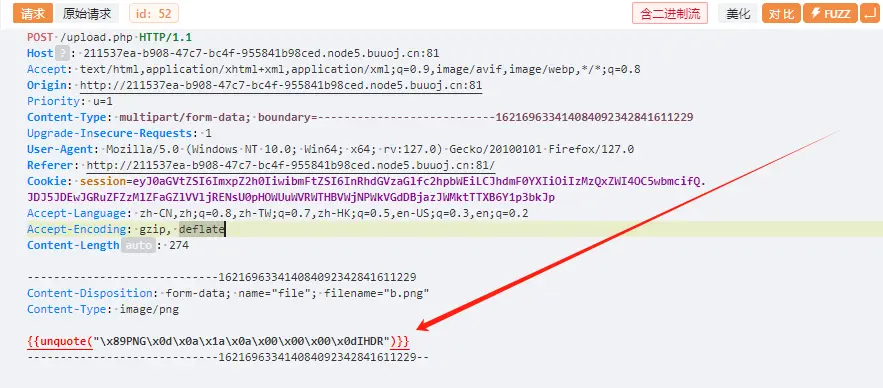 请求 原始请求 id: 52 含二进制流 美化 对比 FUZZ
POST /upload.php HTTP/1.1
Host ? : 211537ea-b908-47c7-bc4f-955841b98ced.node5.buuoj.cn:81
Accept: text/html,application/xhtml+xml,application/xml;q=0.9,image/avif,image/webp,*/*;q=0.8
Origin: http://211537ea-b908-47c7-bc4f-955841b98ced.node5.buuoj.cn:81
Priority: u=1
Content-Type: multipart/form-data; boundary=---------------------------162169633414084092342841611229
Upgrade-Insecure-Requests: 1
User-Agent: Mozilla/5.0 (Windows NT 10.0; Win64; x64; rv:127.0) Gecko/20100101 Firefox/127.0
Referer: http://211537ea-b908-47c7-bc4f-955841b98ced.node5.buuoj.cn:81/
Cookie: session=eyJ0aGVtZSI6ImxpZ2h0IiwibmFtZSI6InRhdGVzaG1fc2hpbWEiLCJhdmF0YXIiOiIzMzQxZWI4OC5wbmcifQ.
JDJ5JDEwJGRuZFZzM1ZFaGZlVVljRENsU0pHOWUuWVRWTHBVWjNPWkVGdDBjazJWMktTTXB6Y1p3bkJp
Accept-Language: zh-CN,zh;q=0.8,zh-TW;q=0.7,zh-HK;q=0.5,en-US;q=0.3,en;q=0.2
Accept-Encoding: gzip, deflate
Content-Length auto : 274
-----------------------------162169633414084092342841611229
Content-Disposition: form-data; name="file"; filename="b.png"
Content-Type: image/png
{{unquote("\x89PNG\x0d\x0a\x1a\x0a\x00\x00\x00\x0dIHDR")}}
-----------------------------162169633414084092342841611229--